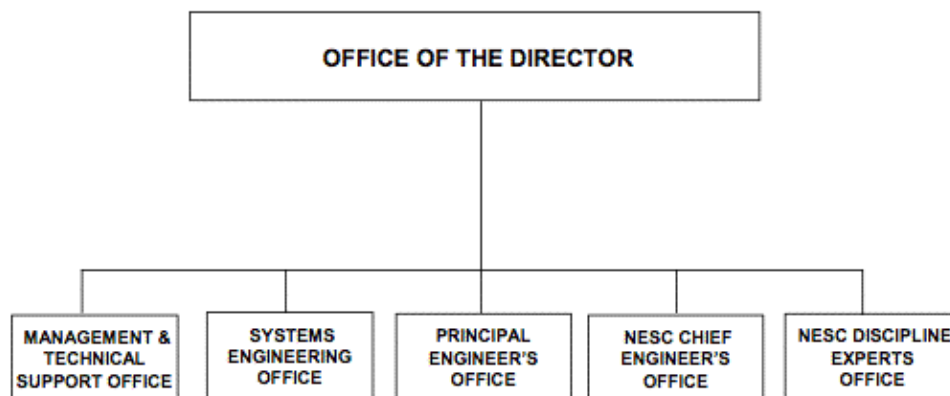 OFFICE OF THE DIRECTOR
MANAGEMENT &
TECHNICAL
SUPPORT OFFICE
SYSTEMS
ENGINEERING
OFFICE
PRINCIPAL
ENGINEER'S
OFFICE
NESC CHIEF
ENGINEER'S
OFFICE
NESC DISCIPLINE
EXPERTS
OFFICE